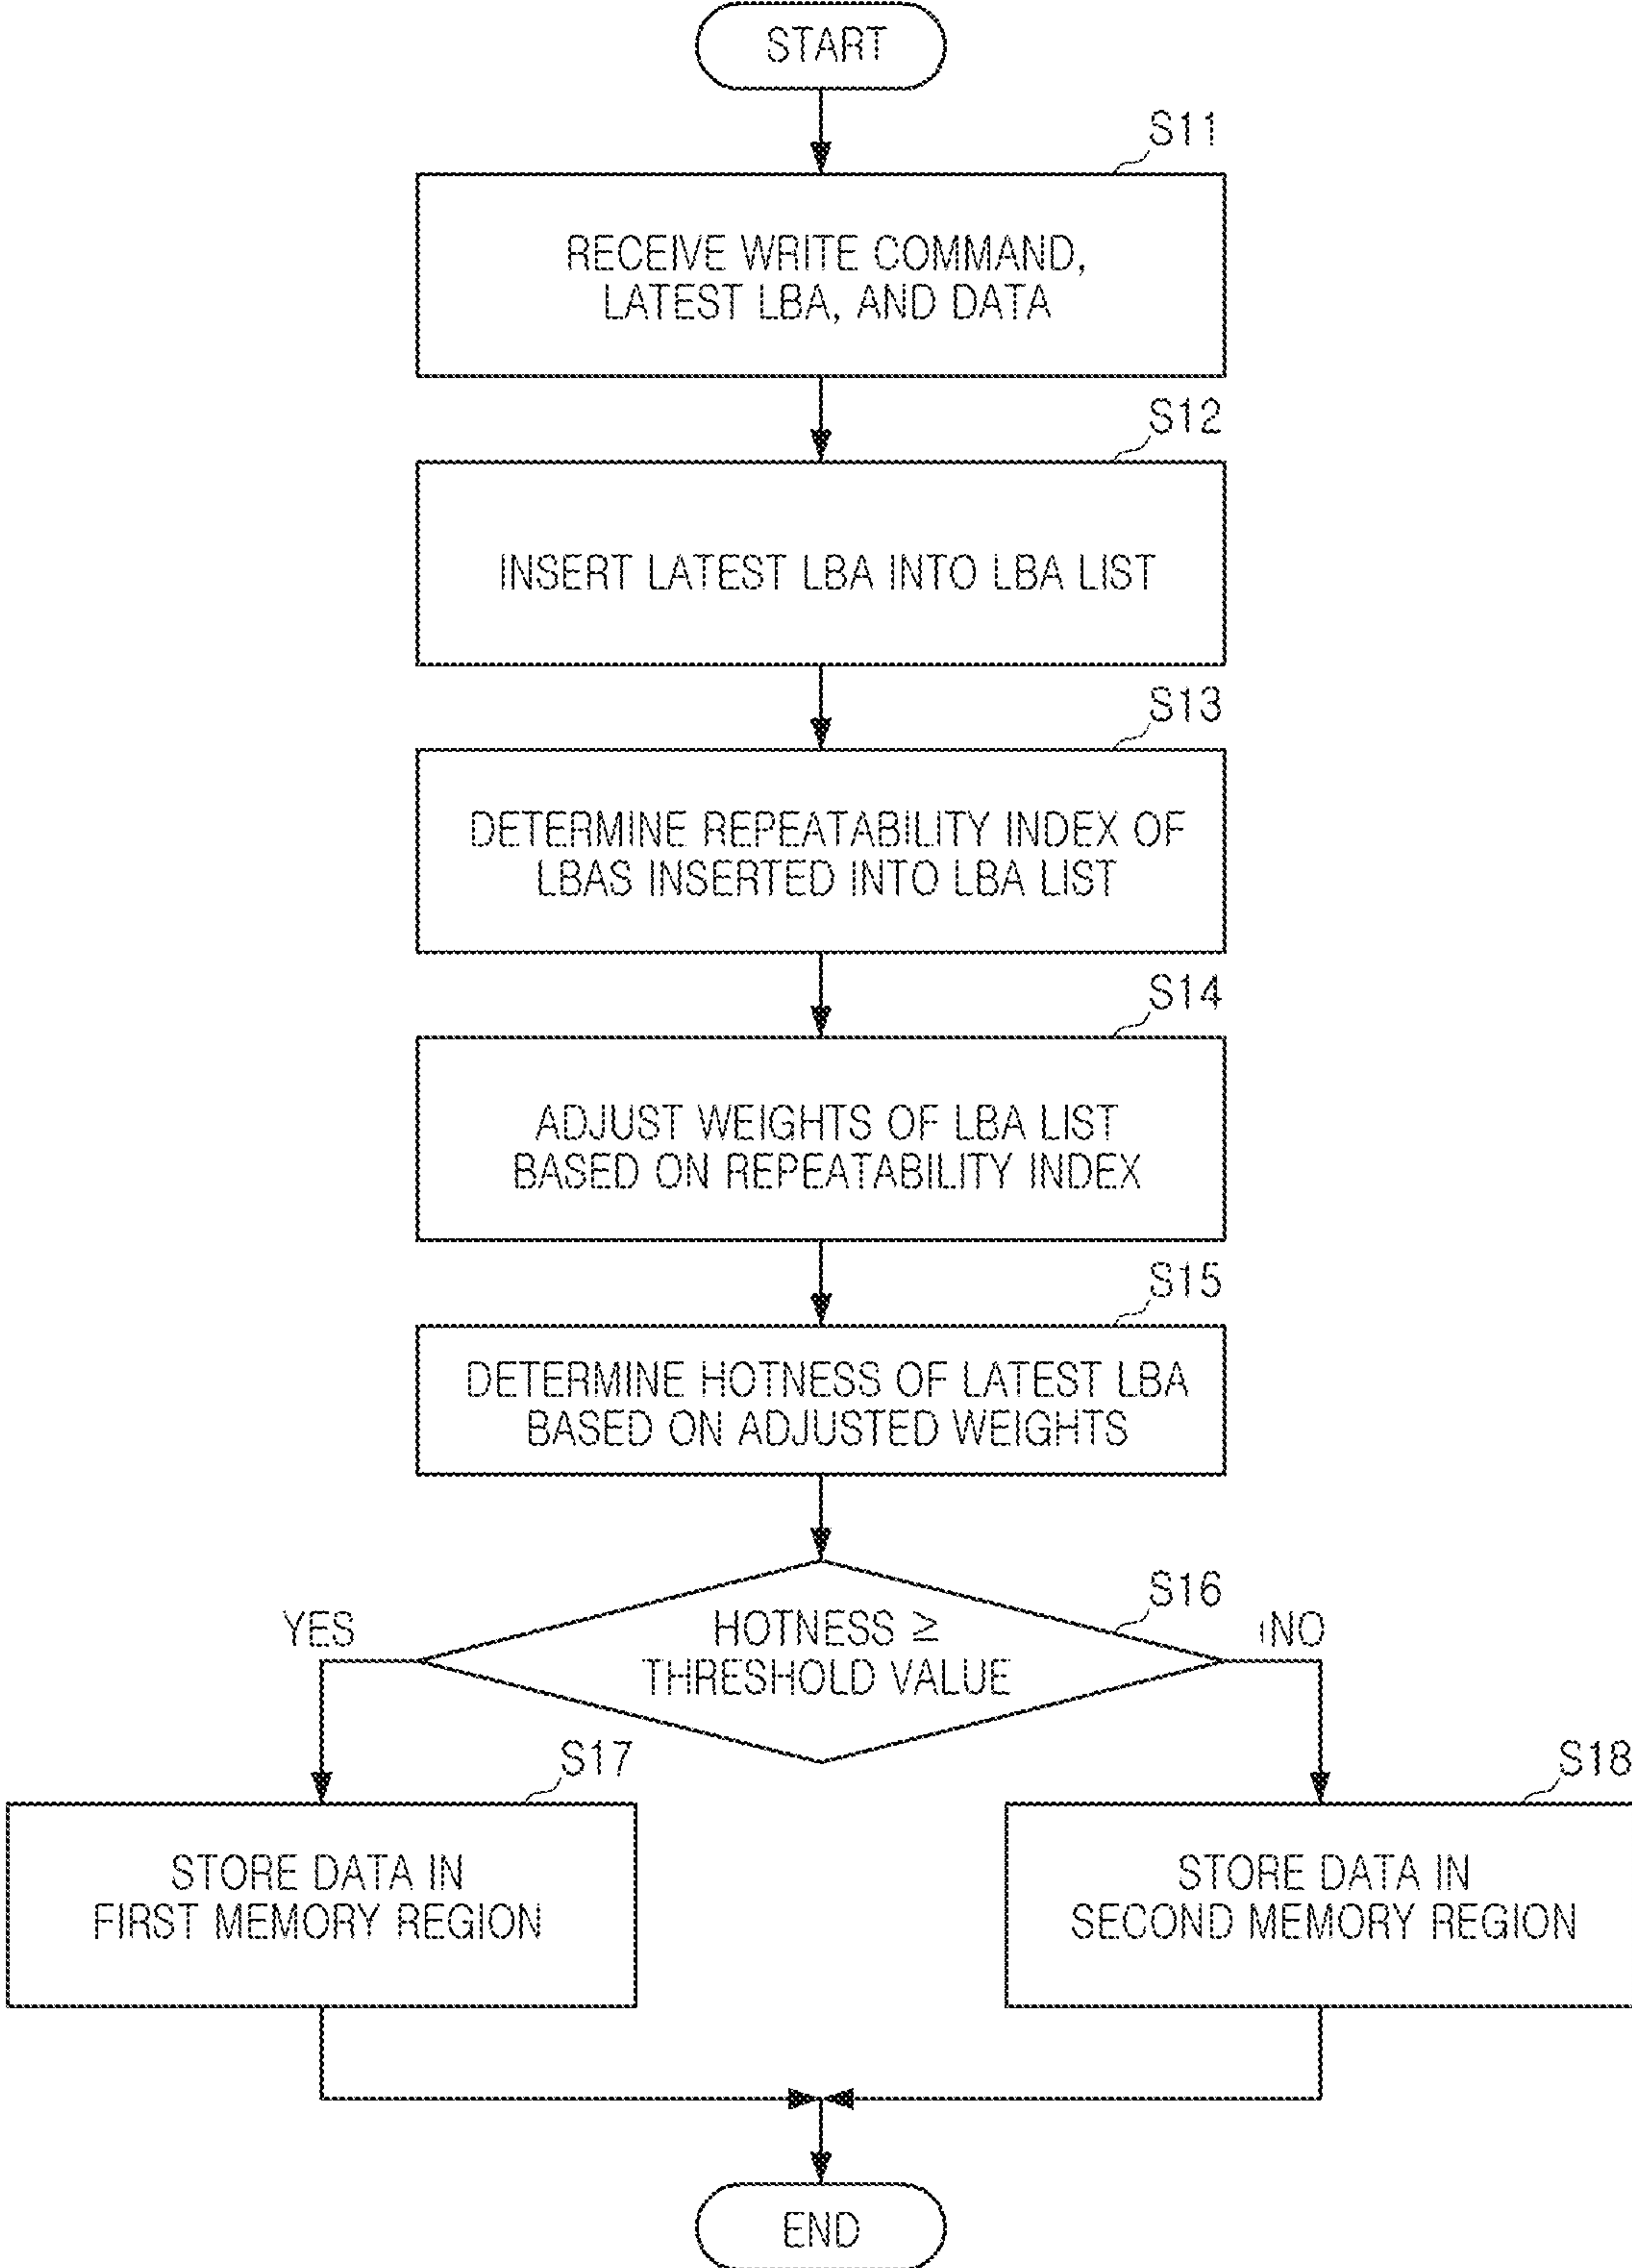 START
S11
RECEIVE WRITE COMMAND,
LATEST LBA, AND DATA
S12
INSERT LATEST LBA INTO LBA LIST
S13
DETERMINE REPEATABILITY INDEX OF
LBAS INSERTED INTO LBA LIST
S14
ADJUST WEIGHTS OF LBA LIST
BASED ON REPEATABILITY INDEX
S15
DETERMINE HOTNESS OF LATEST LBA
BASED ON ADJUSTED WEIGHTS
S16
YES
HOTNESS ≥
THRESHOLD VALUE
NO
S17
STORE DATA IN
FIRST MEMORY REGION
S18
STORE DATA IN
SECOND MEMORY REGION
END